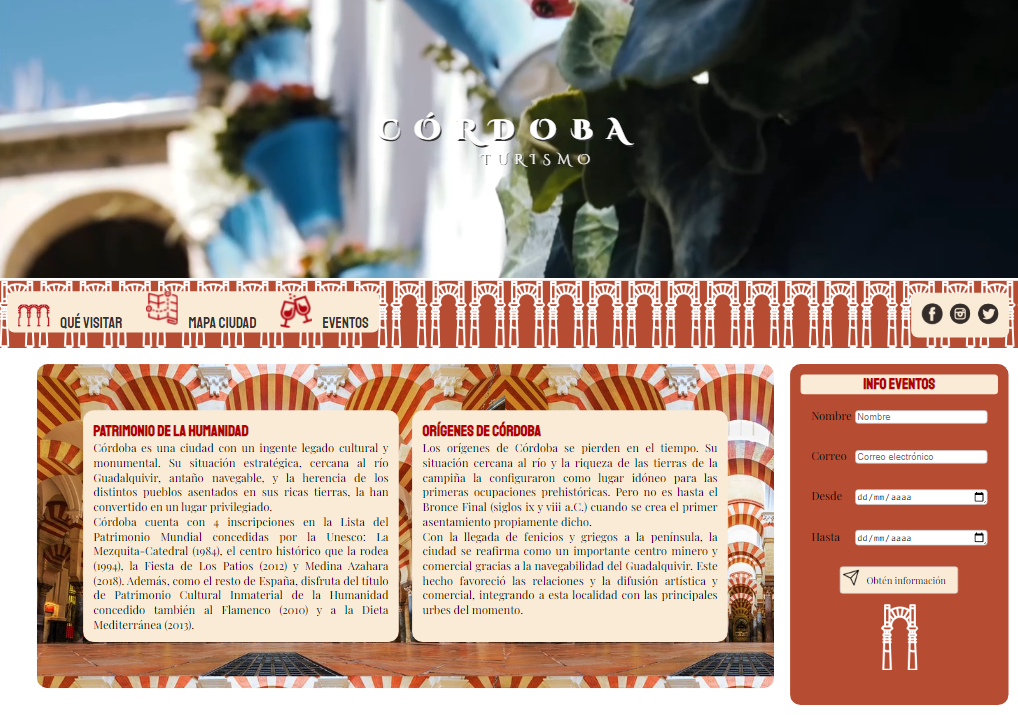 CÓRDOBA
TURISMO
QUÉ VISITAR
MAPA CIUDAD
EVENTOS
PATRIMONIO DE LA HUMANIDAD
Córdoba es una ciudad con un ingente legado cultural y
monumental. Su situación estratégica, cercana al río
Guadalquivir, antaño navegable, y la herencia de los
distintos pueblos asentados en sus ricas tierras, la han
convertido en un lugar privilegiado.
Córdoba cuenta con 4 inscripciones en la Lista del
Patrimonio Mundial concedidas por la Unesco: La
Mezquita-Catedral (1984), el centro histórico que la rodea
(1994), la Fiesta de Los Patios (2012) y Medina Azahara
(2018). Además, como el resto de España, disfruta del título
de Patrimonio Cultural Inmaterial de la Humanidad
concedido también al Flamenco (2010) y a la Dieta
Mediterránea (2013).
ORÍGENES DE CÓRDOBA
Los orígenes de Córdoba se pierden en el tiempo. Su
situación cercana al río y la riqueza de las tierras de la
campiña la configuraron como lugar idóneo para las
primeras ocupaciones prehistóricas. Pero no es hasta el
Bronce Final (siglos ix y viii a.C.) cuando se crea el primer
asentamiento propiamente dicho.
Con la llegada de fenicios y griegos a la península, la
ciudad se reafirma como un importante centro minero y
comercial gracias a la navegabilidad del Guadalquivir. Este
hecho favoreció las relaciones y la difusión artística y
comercial, integrando a esta localidad con las principales
urbes del momento.
INFO EVENTOS
Nombre Nombre
Correo Correo electrónico
Desde dd/mm/aaaa
Hasta dd/mm/aaaa
Obtén información